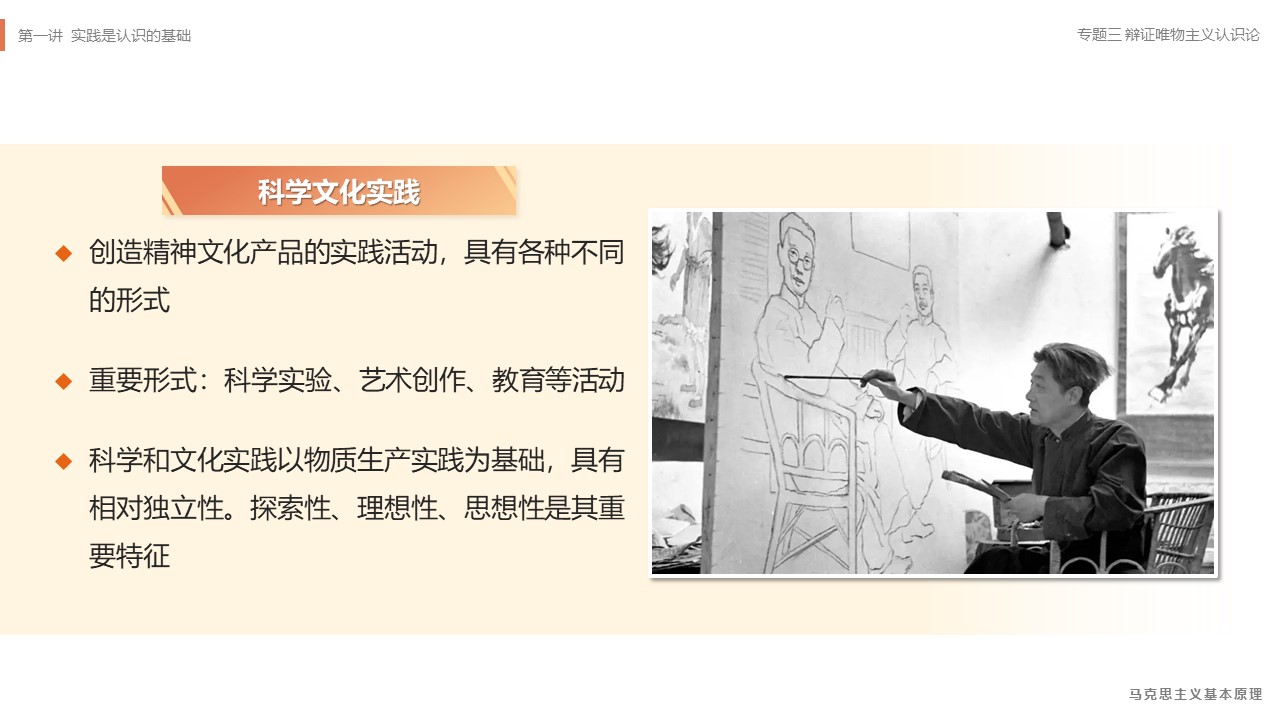 第一讲 实践是认识的基础
专题三 辩证唯物主义认识论
科学文化实践
创造精神文化产品的实践活动，具有各种不同
的形式
重要形式：科学实验、艺术创作、教育等活动
科学和文化实践以物质生产实践为基础，具有
相对独立性。探索性、理想性、思想性是其重
要特征
马克思主义基本原理